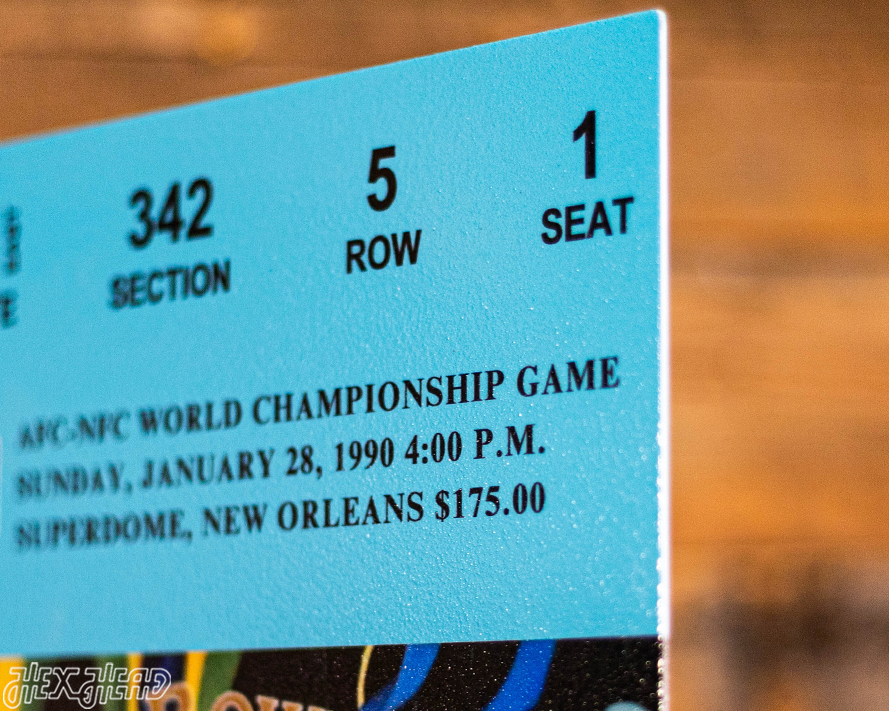 342 5 1
SECTION ROW SEAT
AFC-NFC WORLD CHAMPIONSHIP GAME
SUNDAY, JANUARY 28, 1990 4:00 P.M.
SUPERDOME, NEW ORLEANS $175.00
HEXHEAD